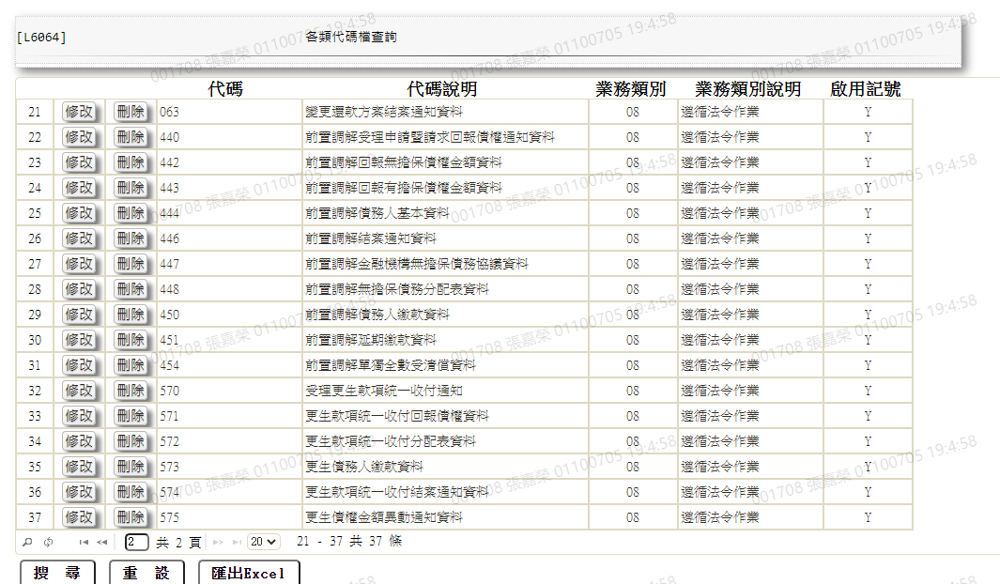 [L6064] 各類代碼檔查詢
代碼 代碼說明 業務類別 業務類別說明 啟用記號
21 修改 刪除 063 變更還款方案結案通知資料 08 遵循法令作業 Y
22 修改 刪除 440 前置調解受理申請暨請求回報債權通知資料 08 遵循法令作業 Y
23 修改 刪除 442 前置調解回報無擔保債權金額資料 08 遵循法令作業 Y
24 修改 刪除 443 前置調解回報有擔保債權金額資料 08 遵循法令作業 Y
25 修改 刪除 444 前置調解債務人基本資料 08 遵循法令作業 Y
26 修改 刪除 446 前置調解結案通知資料 08 遵循法令作業 Y
27 修改 刪除 447 前置調解金融機構無擔保債務協議資料 08 遵循法令作業 Y
28 修改 刪除 448 前置調解無擔保債務分配表資料 08 遵循法令作業 Y
29 修改 刪除 450 前置調解債務人繳款資料 08 遵循法令作業 Y
30 修改 刪除 451 前置調解延期繳款資料 08 遵循法令作業 Y
31 修改 刪除 454 前置調解單獨全數受清償資料 08 遵循法令作業 Y
32 修改 刪除 570 受理更生款項統一收付通知 08 遵循法令作業 Y
33 修改 刪除 571 更生款項統一收付回報債權資料 08 遵循法令作業 Y
34 修改 刪除 572 更生款項統一收付分配表資料 08 遵循法令作業 Y
35 修改 刪除 573 更生債務人繳款資料 08 遵循法令作業 Y
36 修改 刪除 574 更生款項統一收付結案通知資料 08 遵循法令作業 Y
37 修改 刪除 575 更生債權金額異動通知資料 08 遵循法令作業 Y
2 共 2 頁 20 21 - 37 共 37 條
搜 尋 重 設 匯出Excel
001708 張嘉榮 01100705 19:4:58